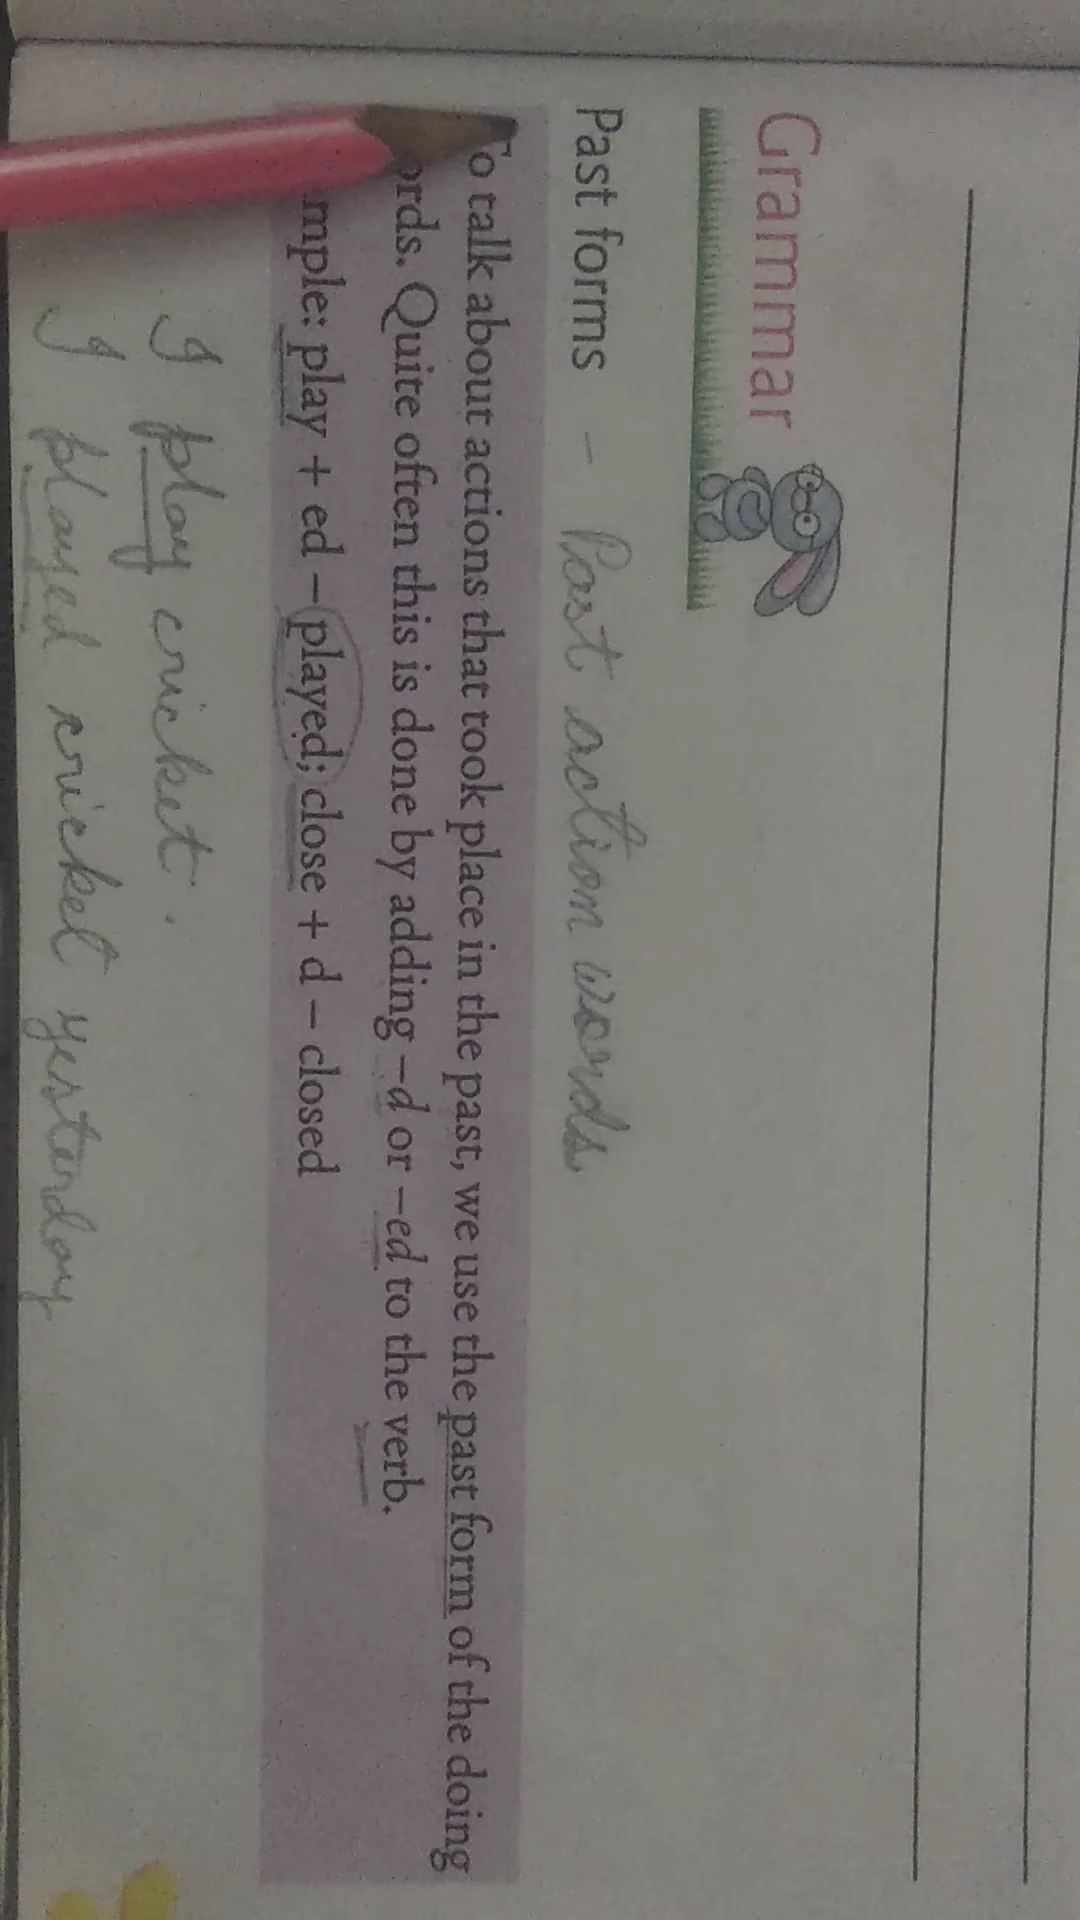 Grammar
Past forms - Past action words
To talk about actions that took place in the past, we use the past form of the doing
ords. Quite often this is done by adding –d or –ed to the verb.
mple: play + ed – played; close + d – closed
I play cricket.
I played cricket yesterday